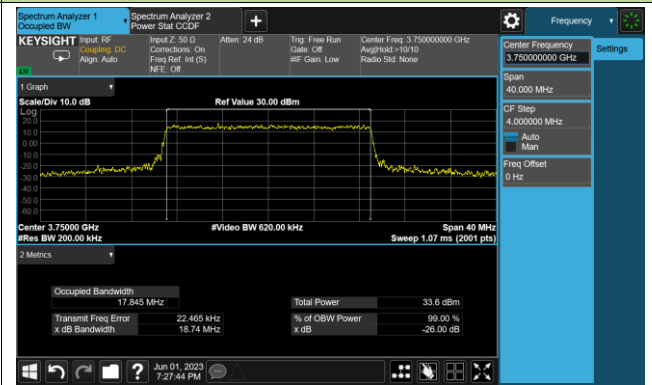 Spectrum Analyzer 1
Occupied BW
Spectrum Analyzer 2
Power Stat CCDF
+
Frequency
KEYSIGHT
Input: RF
Coupling: DC
Align: Auto
Input Z: 50 Ω
Corrections: On
Freq Ref: Int (S)
NFE: Off
Atten: 24 dB
Trig: Free Run
Gate: Off
#IF Gain: Low
Center Freq: 3.750000000 GHz
Avg|Hold:>10/10
Radio Std: None
Center Frequency
3.750000000 GHz
Settings
Span
40.000 MHz
CF Step
4.000000 MHz
Auto
Man
Freq Offset
0 Hz
1 Graph
Scale/Div 10.0 dB
Ref Value 30.00 dBm
Log
20.0
10.0
0.00
-10.0
-20.0
-30.0
-40.0
-50.0
-60.0
Center 3.75000 GHz
#Video BW 620.00 kHz
Span 40 MHz
#Res BW 200.00 kHz
Sweep 1.07 ms (2001 pts)
2 Metrics
Occupied Bandwidth
17.845 MHz
Total Power
33.6 dBm
Transmit Freq Error
22.465 kHz
% of OBW Power
99.00 %
x dB Bandwidth
18.74 MHz
x dB
-26.00 dB
?
Jun 01, 2023
7:27:44 PM